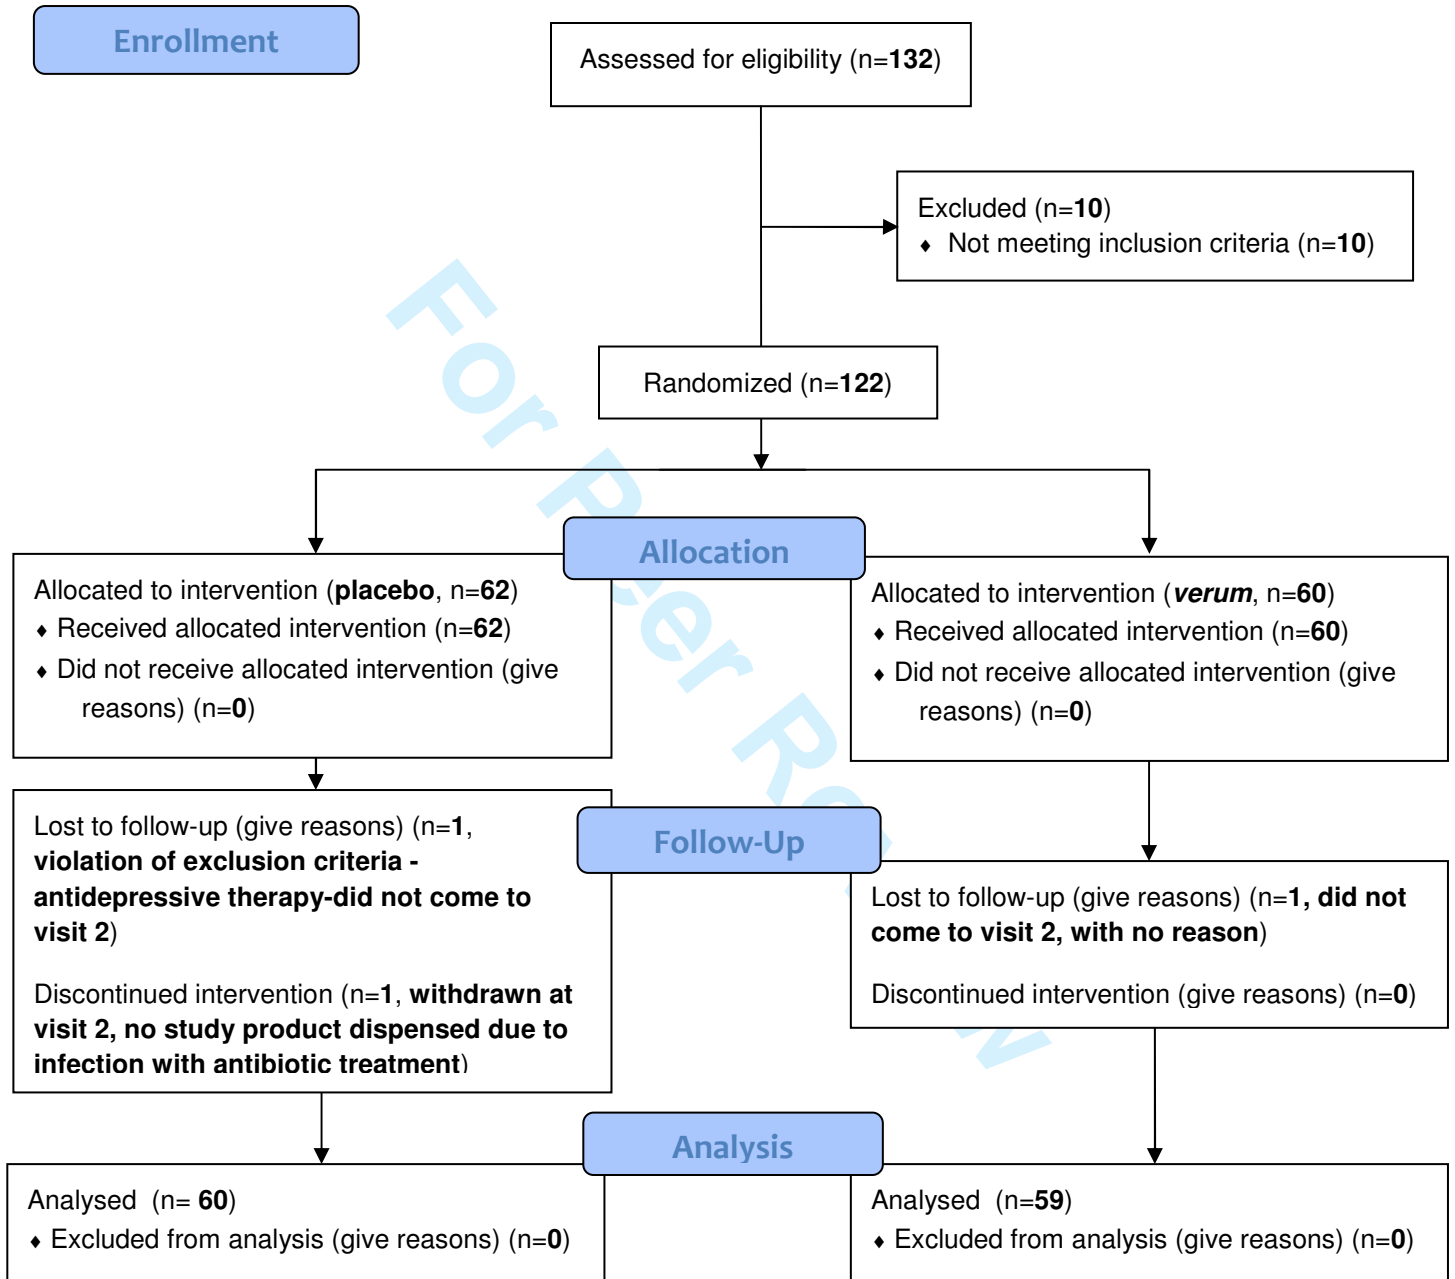 Enrollment
Assessed for eligibility (n=132)
Excluded (n=10)
♦ Not meeting inclusion criteria (n=10)
Randomized (n=122)
Allocation
Allocated to intervention (placebo, n=62)
♦ Received allocated intervention (n=62)
♦ Did not receive allocated intervention (give
reasons) (n=0)
Allocated to intervention (verum, n=60)
♦ Received allocated intervention (n=60)
♦ Did not receive allocated intervention (give
reasons) (n=0)
Follow-Up
Lost to follow-up (give reasons) (n=1,
violation of exclusion criteria -
antidepressive therapy-did not come to
visit 2)
Discontinued intervention (n=1, withdrawn at
visit 2, no study product dispensed due to
infection with antibiotic treatment)
Lost to follow-up (give reasons) (n=1, did not
come to visit 2, with no reason)
Discontinued intervention (give reasons) (n=0)
Analysis
Analysed (n= 60)
♦ Excluded from analysis (give reasons) (n=0)
Analysed (n=59)
♦ Excluded from analysis (give reasons) (n=0)
For Peer Review